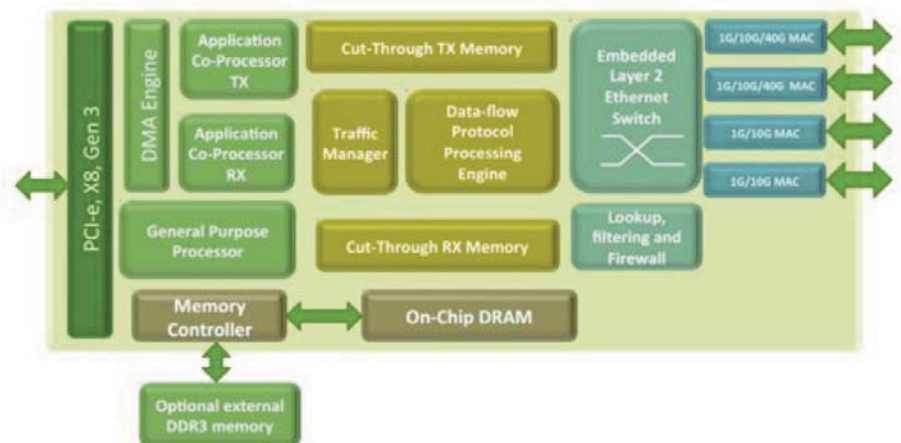 PCI-e, X8, Gen 3
DMA Engine
Application
Co-Processor
TX
Application
Co-Processor
RX
General Purpose
Processor
Cut-Through TX Memory
Traffic
Manager
Data-flow
Protocol
Processing
Engine
Cut-Through RX Memory
Embedded
Layer 2
Ethernet
Switch
Lookup,
filtering and
Firewall
1G/10G/40G MAC
1G/10G/40G MAC
1G/10G MAC
1G/10G MAC
Memory
Controller
On-Chip DRAM
Optional external
DDR3 memory